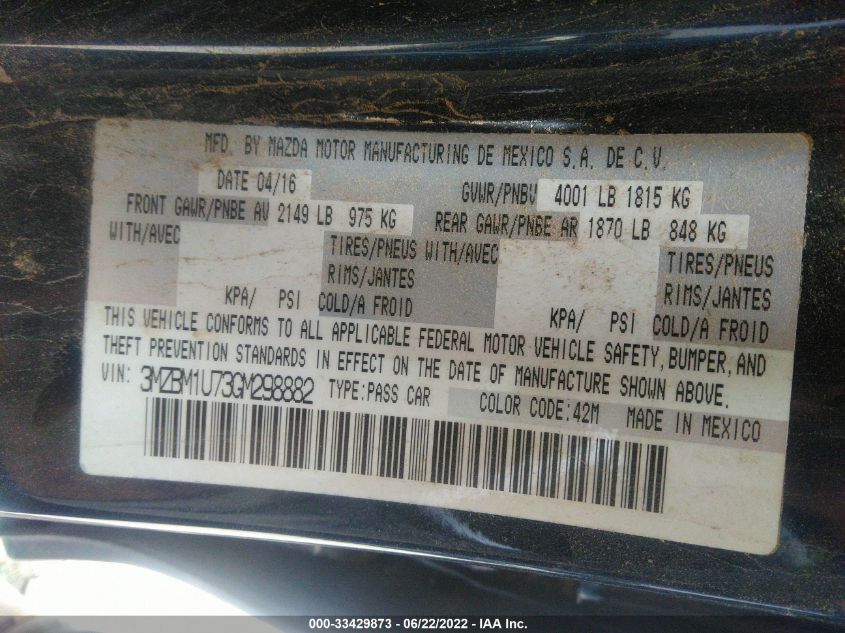 MFD. BY MAZDA MOTOR MANUFACTURING DE MEXICO S.A. DE C.V.
DATE 04/16 GVWR/PNBV 4001 LB 1815 KG
FRONT GAWR/PNBE AV 2149 LB 975 KG REAR GAWR/PNBE AR 1870 LB 848 KG
WITH/AVEC TIRES/PNEUS WITH/AVEC TIRES/PNEUS
RIMS/JANTES RIMS/JANTES
KPA/ PSI COLD/A FROID KPA/ PSI COLD/A FROID
THIS VEHICLE CONFORMS TO ALL APPLICABLE FEDERAL MOTOR VEHICLE SAFETY, BUMPER, AND
THEFT PREVENTION STANDARDS IN EFFECT ON THE DATE OF MANUFACTURE SHOWN ABOVE.
VIN: 3MZBM1U73GM298882 TYPE:PASS CAR COLOR CODE:42M MADE IN MEXICO
000-33429873 - 06/22/2022 - IAA Inc.